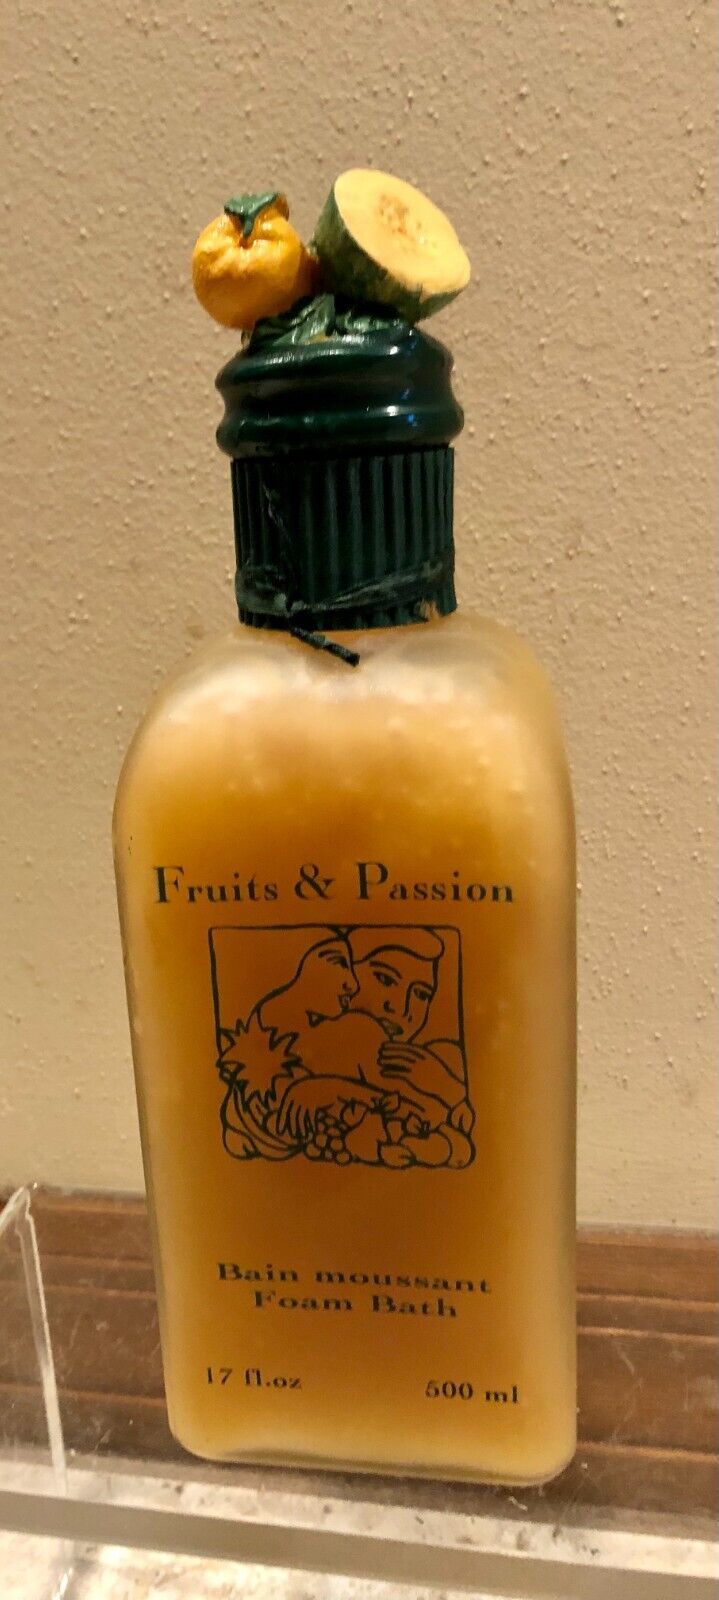 Fruits & Passion
Bain moussant
Foam Bath
17 fl.oz 500 ml